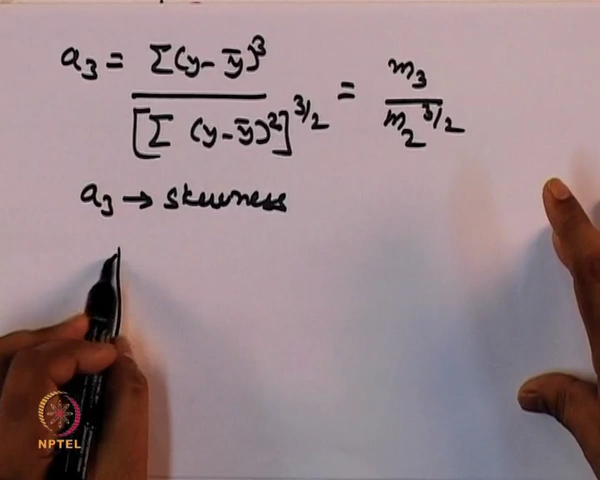 a₃ = Σ(y-ȳ)³ / [Σ (y-ȳ)²]^3/2 = m₃ / m₂^3/2
a₃ → skewness
NPTEL